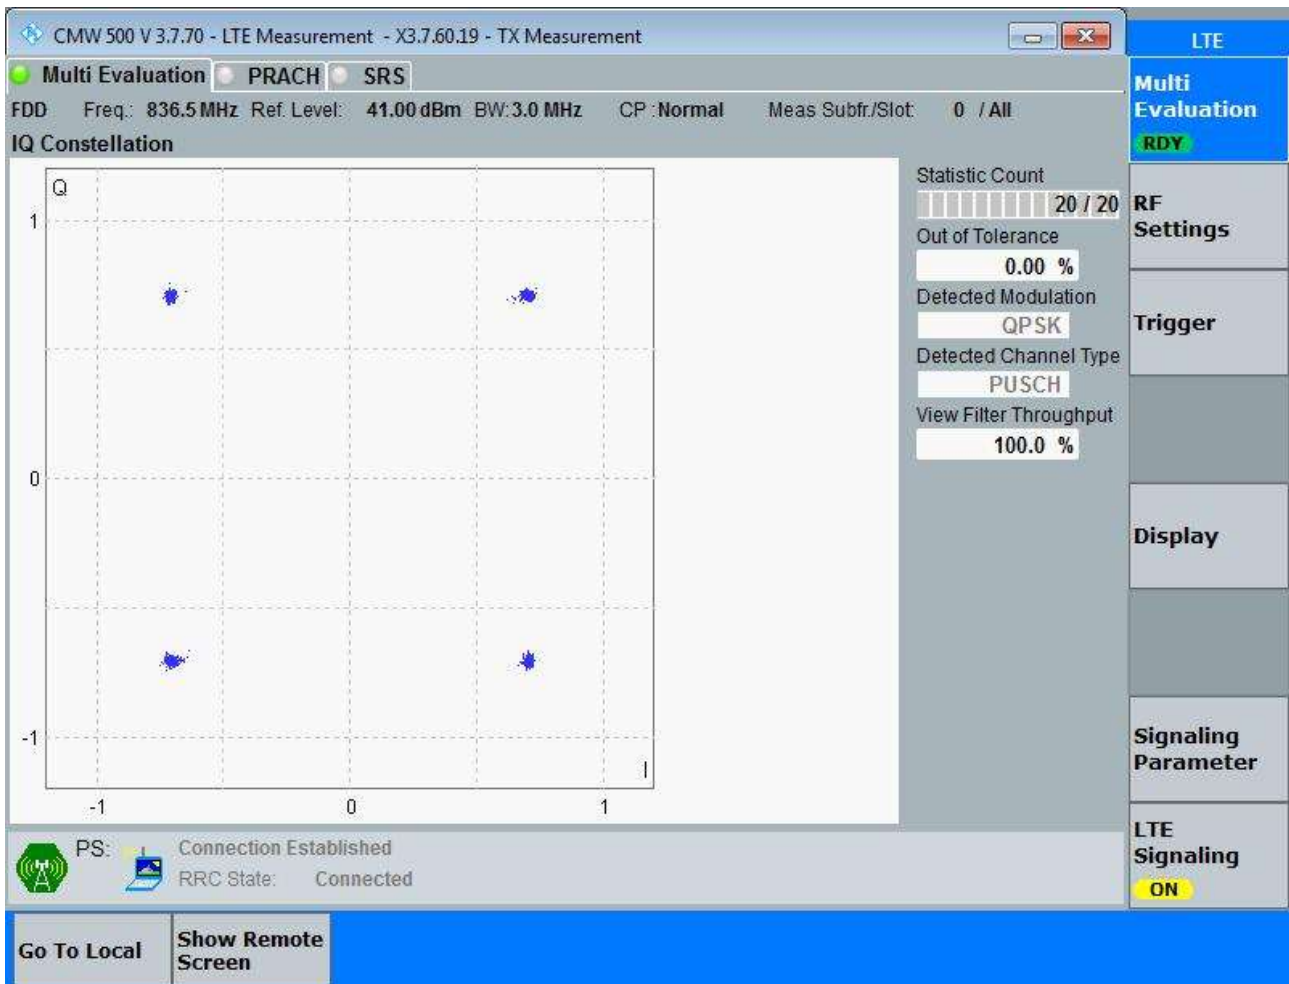 CMW 500 V 3.7.70 - LTE Measurement - X3.7.60.19 - TX Measurement
LTE
Multi Evaluation PRACH SRS
FDD Freq.: 836.5 MHz Ref. Level: 41.00 dBm BW: 3.0 MHz CP : Normal Meas Subfr./Slot: 0 / All
IQ Constellation
Q
1
0
-1
I
-1 0 1
Statistic Count
20 / 20
Out of Tolerance
0.00 %
Detected Modulation
QPSK
Detected Channel Type
PUSCH
View Filter Throughput
100.0 %
Multi
Evaluation
RDY
RF
Settings
Trigger
Display
Signaling
Parameter
LTE
Signaling
ON
PS: Connection Established
RRC State: Connected
Go To Local
Show Remote
Screen